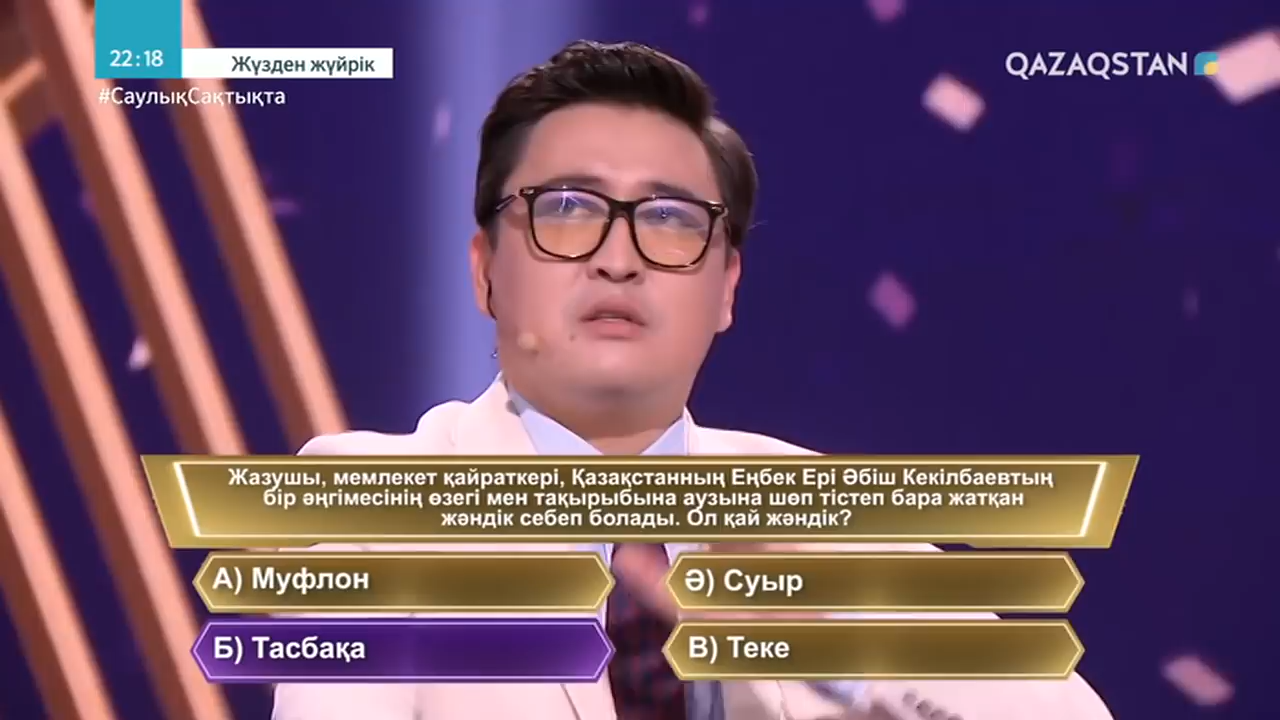 22:18
Жүзден жүйрік
#СаулықСақтықта
QAZAQSTAN
Жазушы, мемлекет қайраткері, Қазақстанның Еңбек Ері Әбіш Кекілбаевтың
бір әңгімесінің өзегі мен тақырыбына аузына шөп тістеп бара жатқан
жәндік себеп болады. Ол қай жәндік?
А) Муфлон
Ә) Суыр
Б) Тасбақа
В) Теке